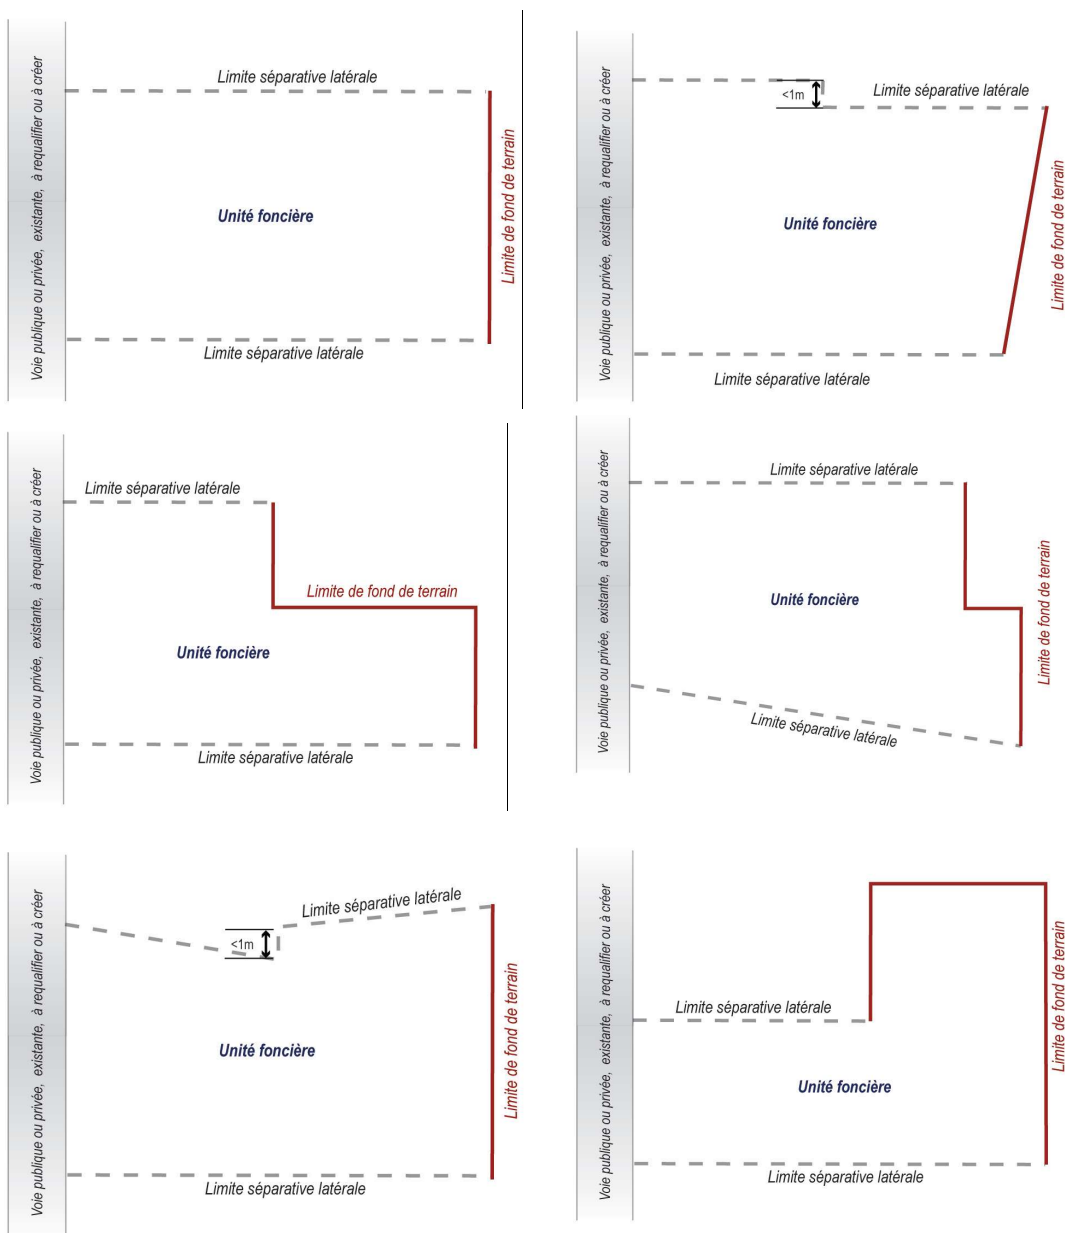 Voie publique ou privée, existante, à requalifier ou à créer
Limite séparative latérale
Unité foncière
Limite de fond de terrain
Limite séparative latérale
Voie publique ou privée, existante, à requalifier ou à créer
<1m
Limite séparative latérale
Unité foncière
Limite de fond de terrain
Limite séparative latérale
Voie publique ou privée, existante, à requalifier ou à créer
Limite séparative latérale
Limite de fond de terrain
Unité foncière
Limite séparative latérale
Voie publique ou privée, existante, à requalifier ou à créer
Limite séparative latérale
Unité foncière
Limite de fond de terrain
Limite séparative latérale
Voie publique ou privée, existante, à requalifier ou à créer
Limite séparative latérale
<1m
Unité foncière
Limite de fond de terrain
Limite séparative latérale
Voie publique ou privée, existante, à requalifier ou à créer
Limite séparative latérale
Limite de fond de terrain
Unité foncière
Limite séparative latérale